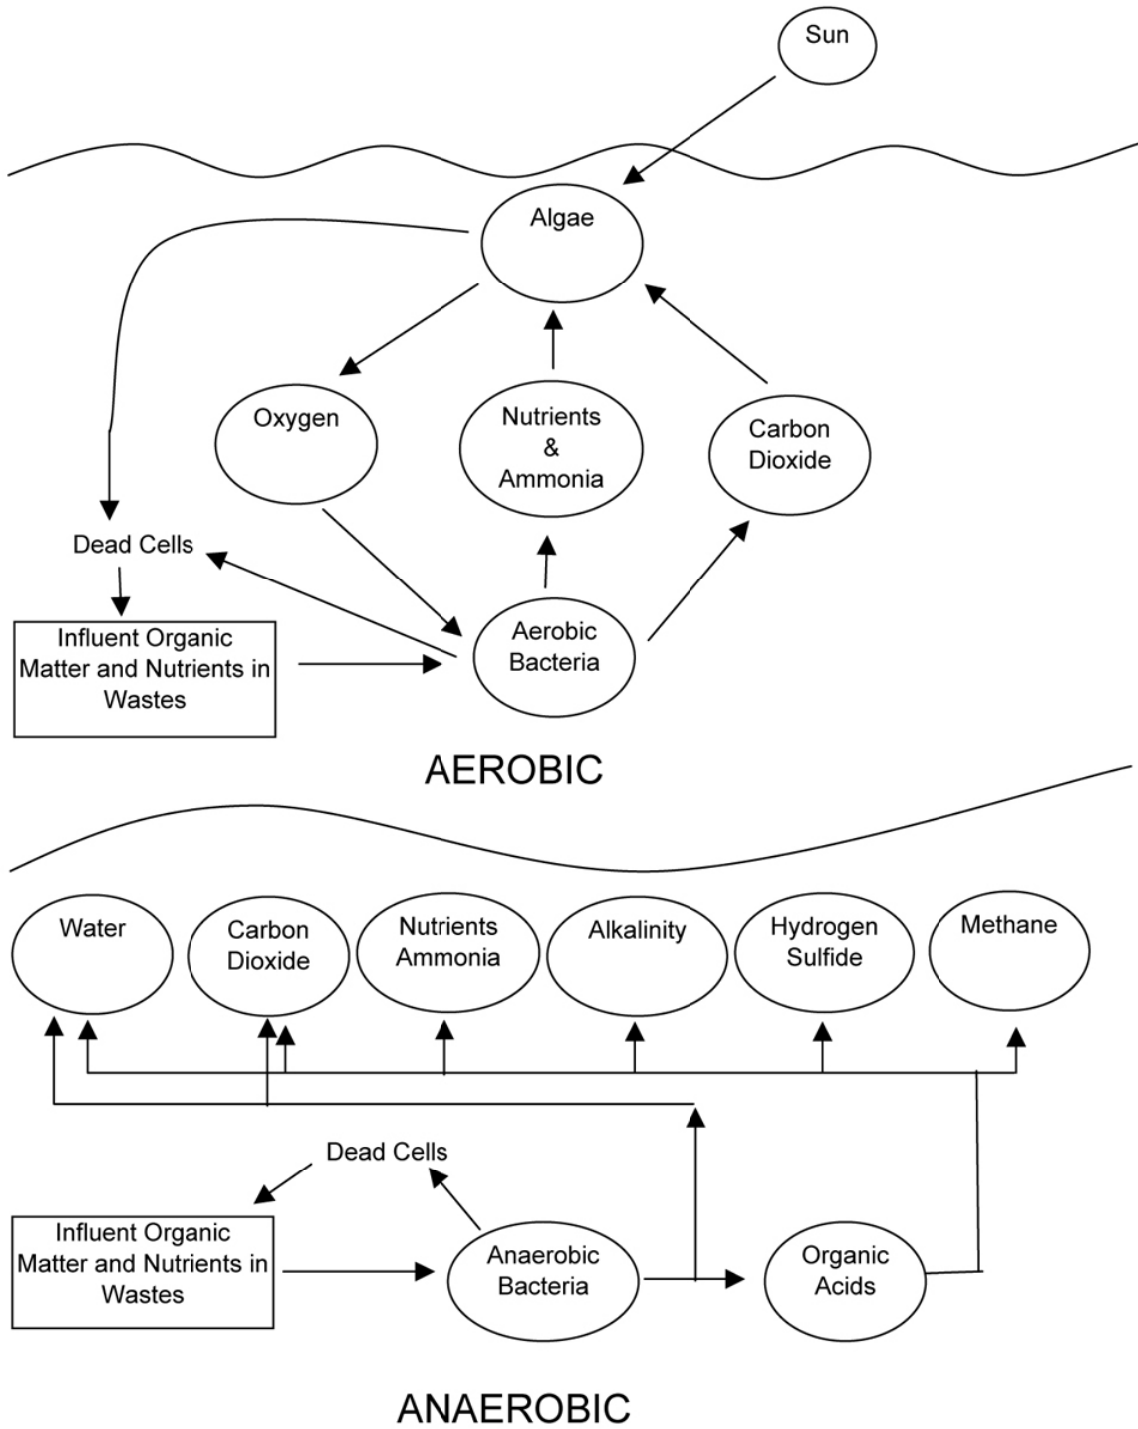 Sun
Algae
Oxygen
Nutrients
&
Ammonia
Carbon
Dioxide
Dead Cells
Influent Organic
Matter and Nutrients in
Wastes
Aerobic
Bacteria
AEROBIC
Water
Carbon
Dioxide
Nutrients
Ammonia
Alkalinity
Hydrogen
Sulfide
Methane
Dead Cells
Influent Organic
Matter and Nutrients in
Wastes
Anaerobic
Bacteria
Organic
Acids
ANAEROBIC